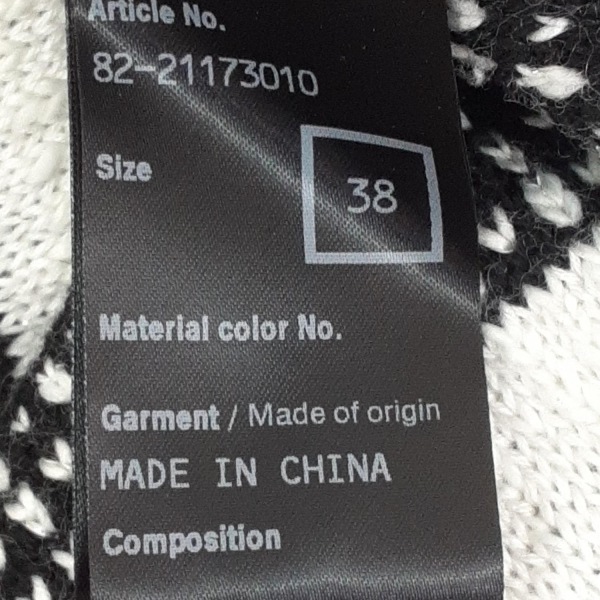 Article No.
82-21173010
Size
38
Material color No.
Garment / Made of origin
MADE IN CHINA
Composition